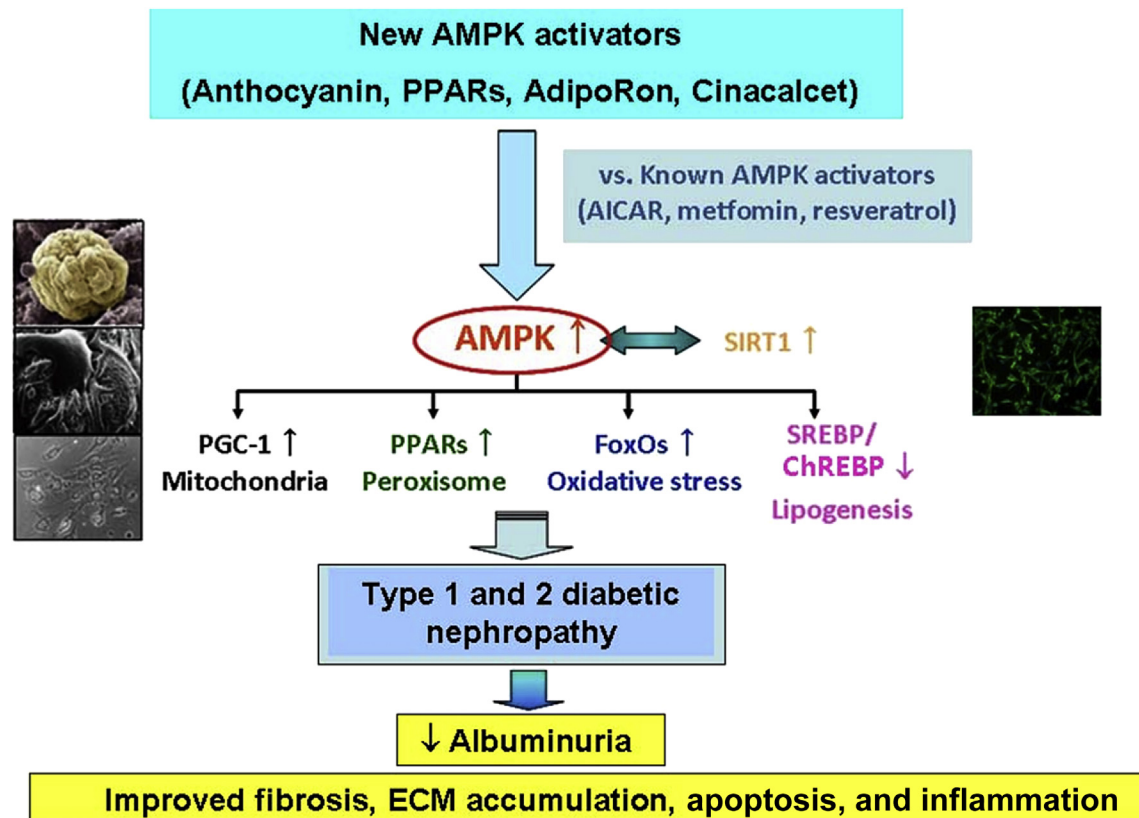 New AMPK activators
(Anthocyanin, PPARs, AdipoRon, Cinacalcet)
vs. Known AMPK activators
(AICAR, metfomin, resveratrol)
AMPK ↑
SIRT1 ↑
PGC-1 ↑
Mitochondria
PPARs ↑
Peroxisome
FoxOs ↑
Oxidative stress
SREBP/
ChREBP ↓
Lipogenesis
Type 1 and 2 diabetic
nephropathy
↓ Albuminuria
Improved fibrosis, ECM accumulation, apoptosis, and inflammation